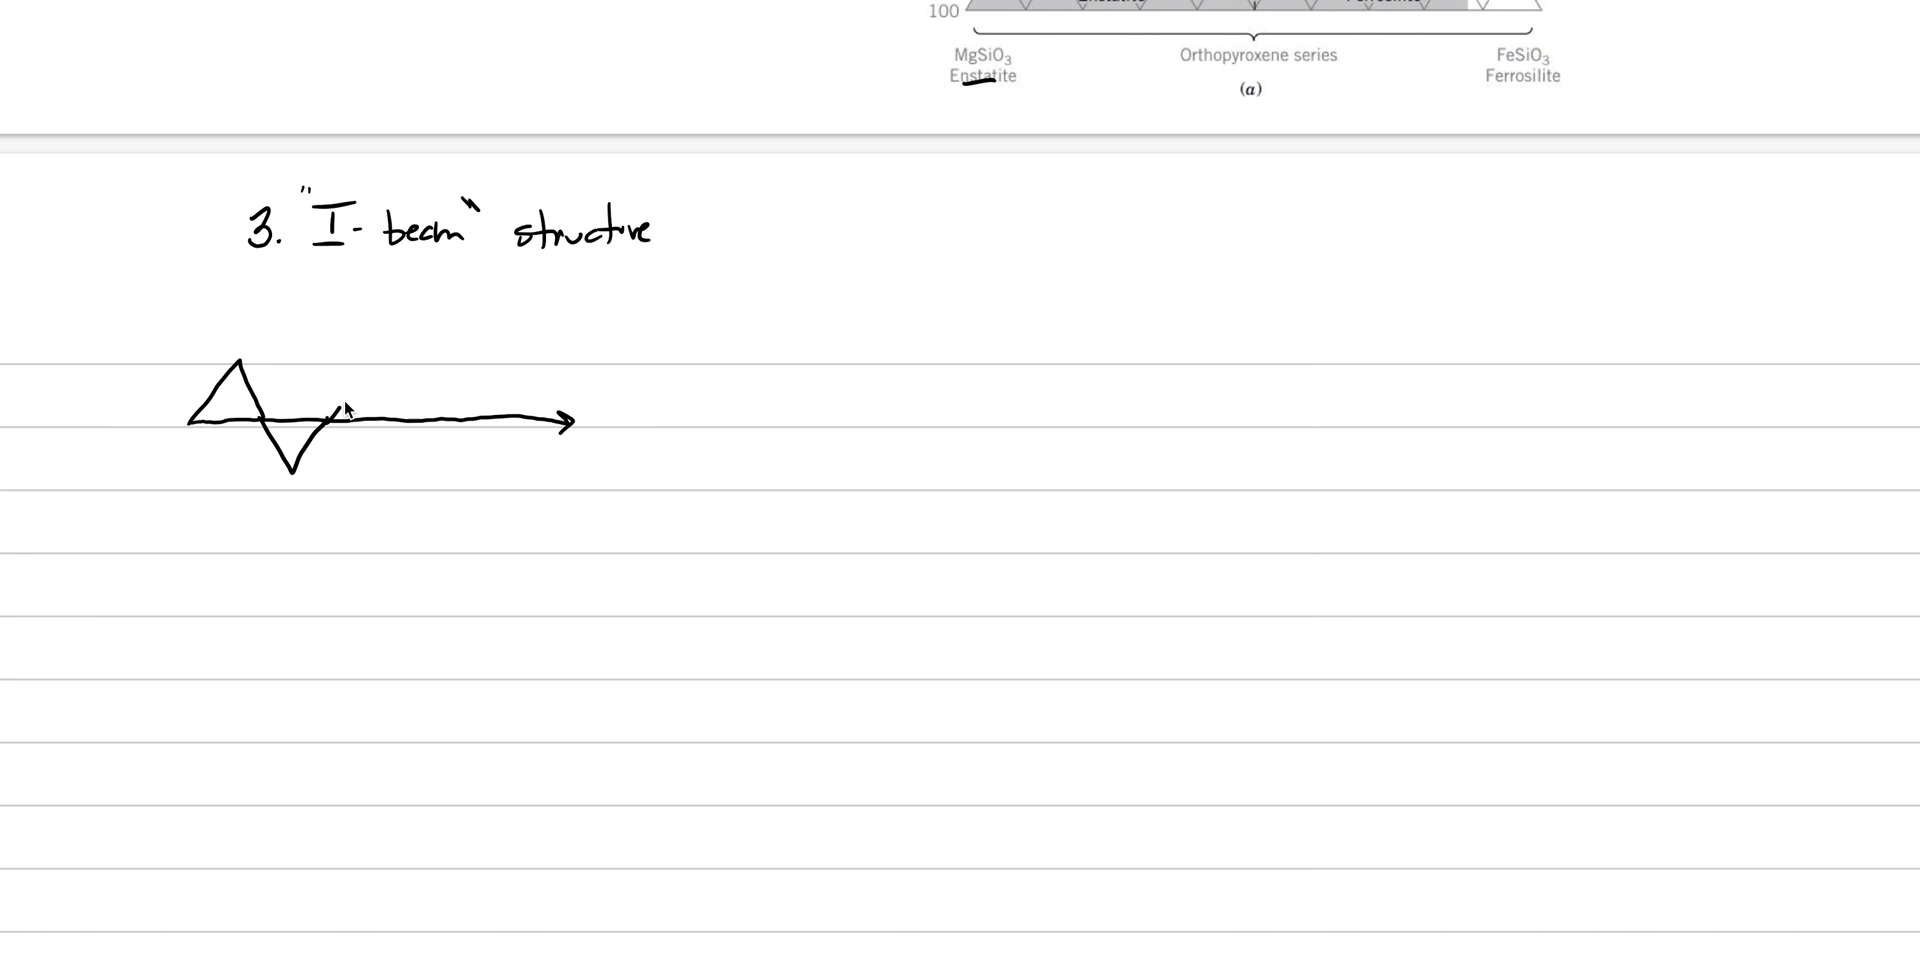 100
MgSiO₃ Orthopyroxene series FeSiO₃
Enstatite Ferrosilite
(a)
3. "I-beam" structure